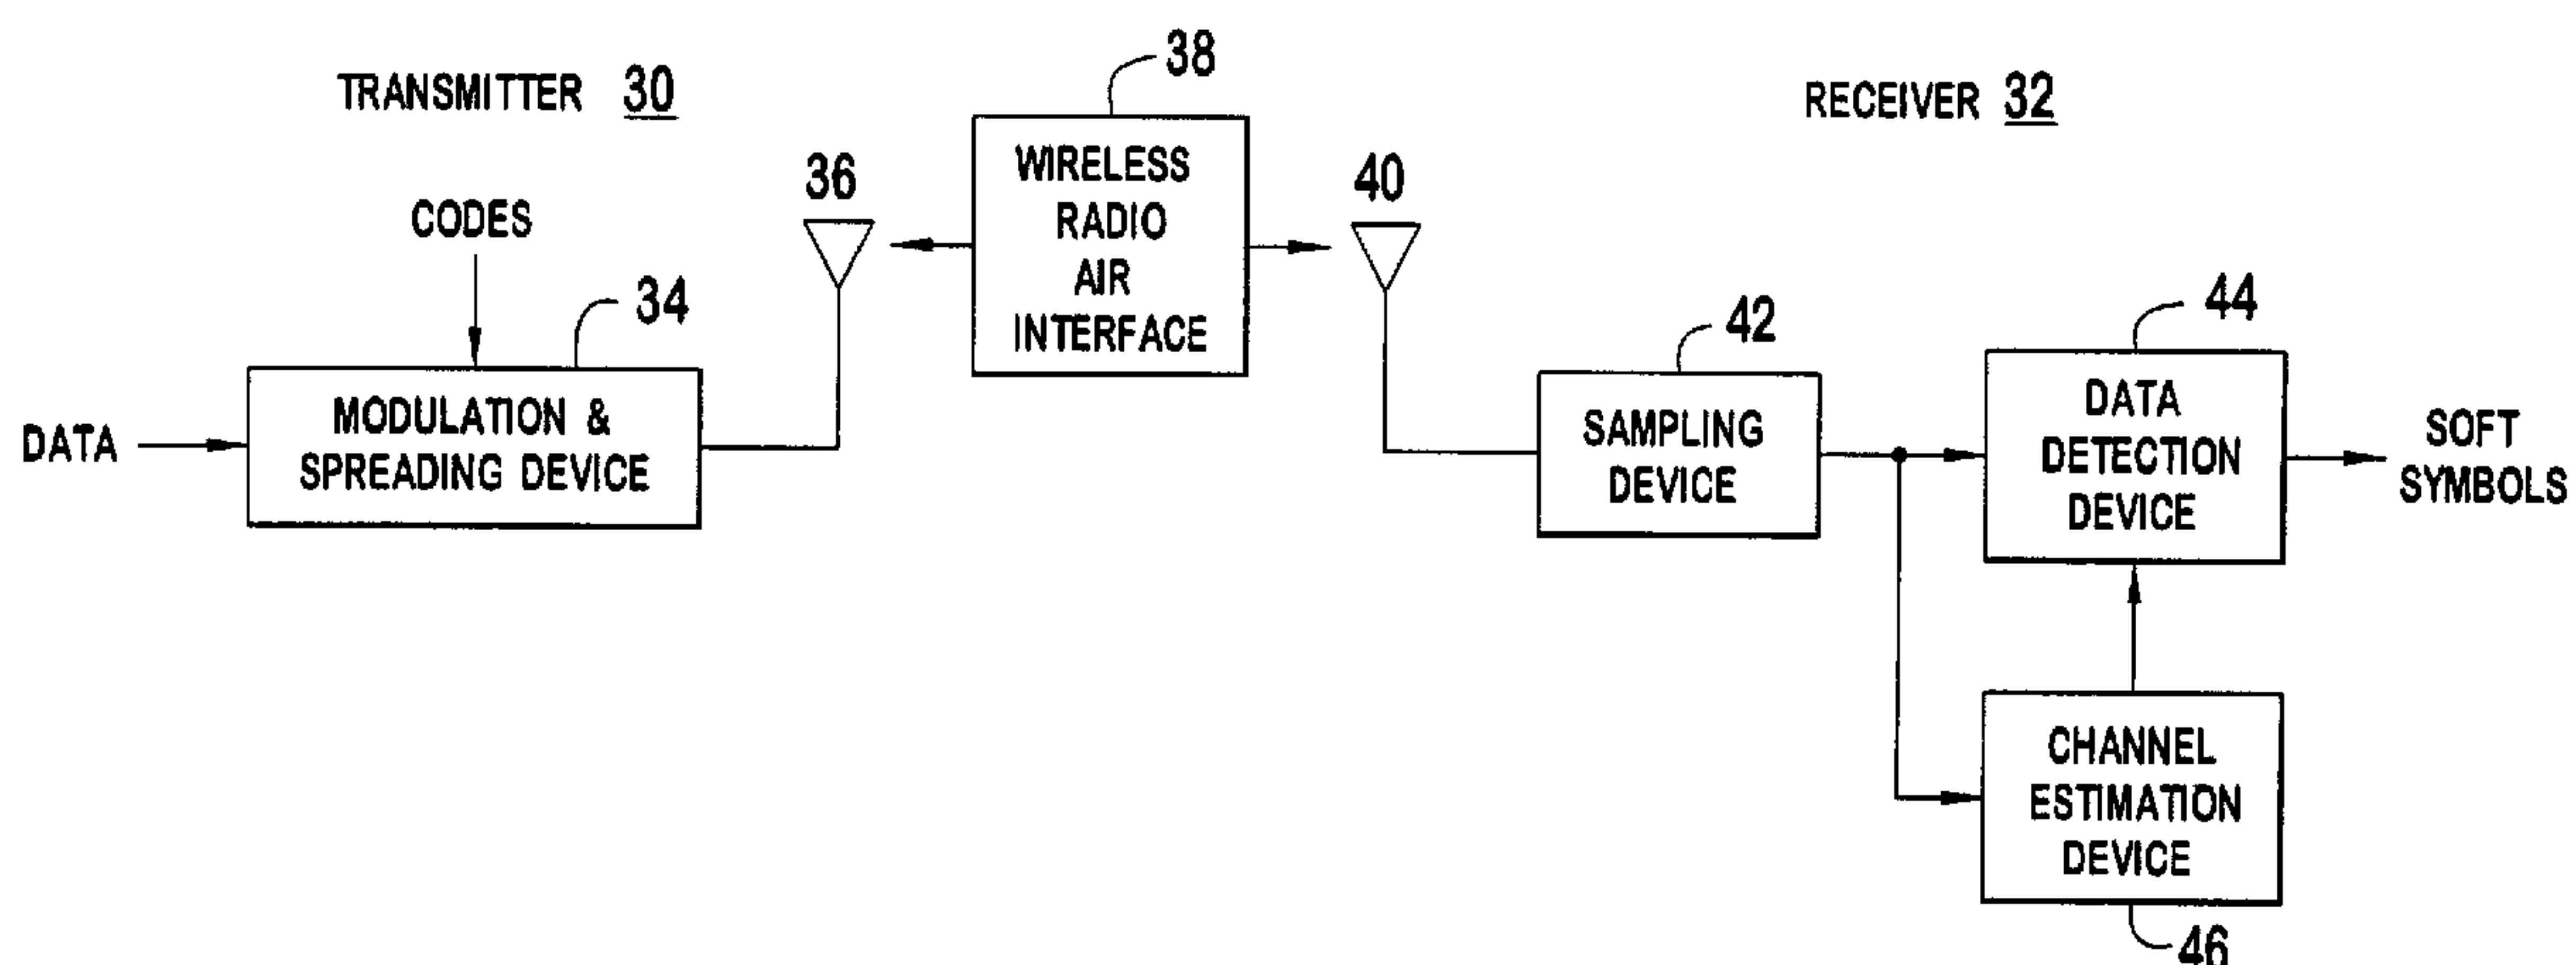 TRANSMITTER 30
38
RECEIVER 32
CODES
36
WIRELESS
RADIO
AIR
INTERFACE
40
34
42
44
DATA
MODULATION &
SPREADING DEVICE
SAMPLING
DEVICE
DATA
DETECTION
DEVICE
SOFT
SYMBOLS
CHANNEL
ESTIMATION
DEVICE
46